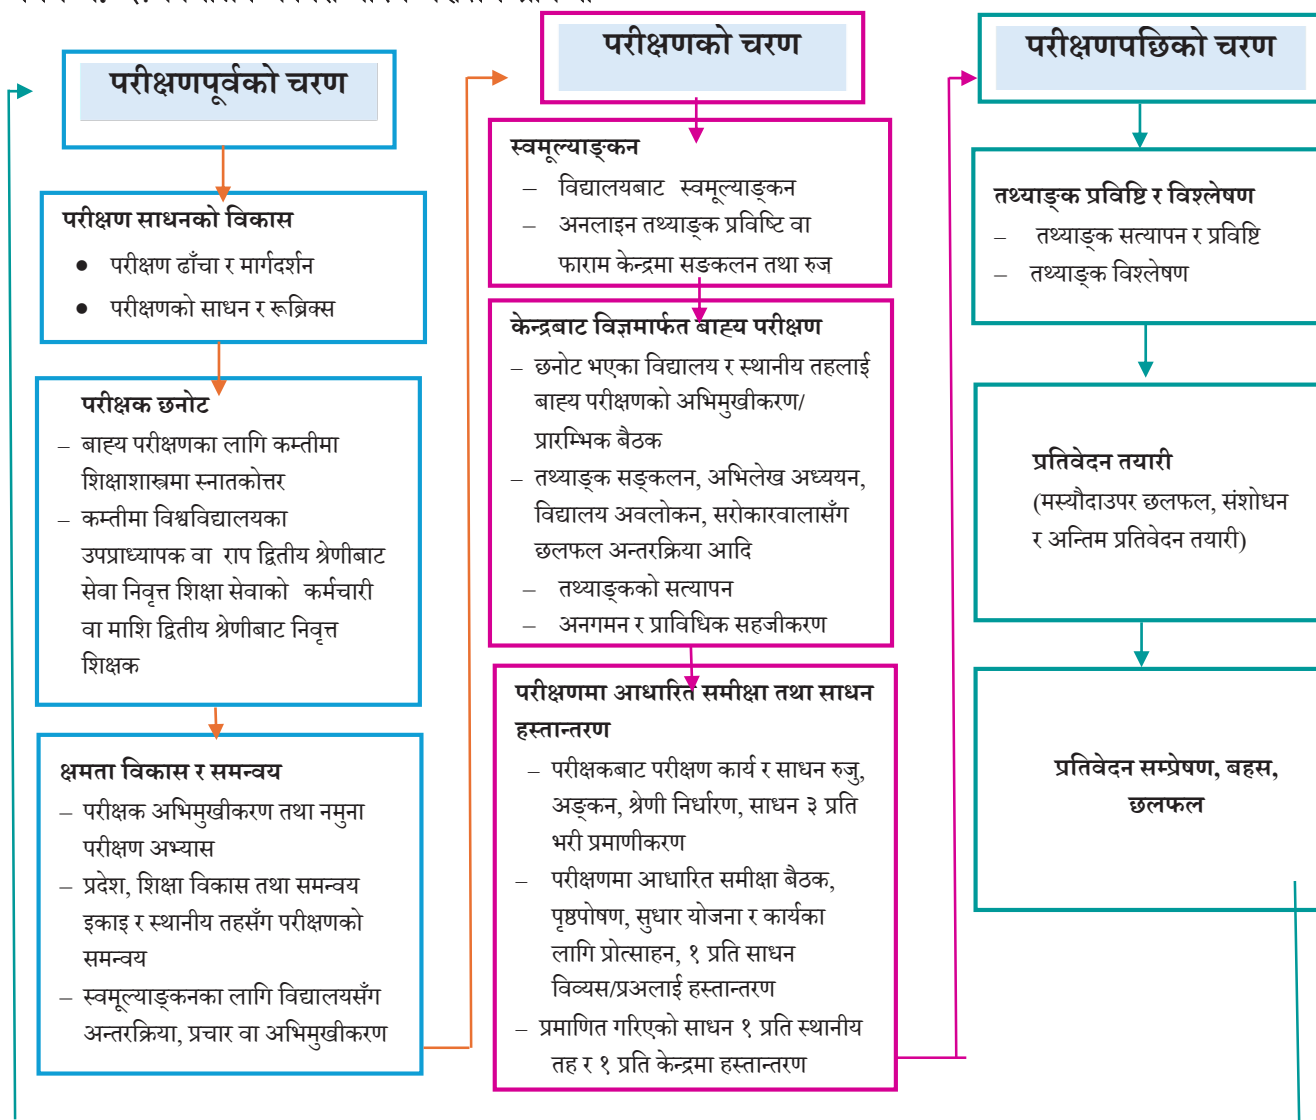 परीक्षणपूर्वको चरण
परीक्षण साधनको विकास
● परीक्षण ढाँचा र मार्गदर्शन
● परीक्षणको साधन र रूब्रिक्स
परीक्षक छनोट
– बाह्य परीक्षणका लागि कम्तीमा
शिक्षाशास्त्रमा स्नातकोत्तर
– कम्तीमा विश्वविद्यालयका
उपप्राध्यापक वा राप द्वितीय श्रेणीबाट
सेवा निवृत्त शिक्षा सेवाको कर्मचारी
वा माशि द्वितीय श्रेणीबाट निवृत्त
शिक्षक
क्षमता विकास र समन्वय
– परीक्षक अभिमुखीकरण तथा नमुना
परीक्षण अभ्यास
– प्रदेश, शिक्षा विकास तथा समन्वय
इकाइ र स्थानीय तहसँग परीक्षणको
समन्वय
– स्वमूल्याङ्कनका लागि विद्यालयसँग
अन्तरक्रिया, प्रचार वा अभिमुखीकरण
परीक्षणको चरण
स्वमूल्याङ्कन
– विद्यालयबाट स्वमूल्याङ्कन
– अनलाइन तथ्याङ्क प्रविष्टि वा
फाराम केन्द्रमा सङकलन तथा रुज
केन्द्रबाट विज्ञमार्फत बाह्य परीक्षण
– छनोट भएका विद्यालय र स्थानीय तहलाई
बाह्य परीक्षणको अभिमुखीकरण/
प्रारम्भिक बैठक
– तथ्याङ्क सङ्कलन, अभिलेख अध्ययन,
विद्यालय अवलोकन, सरोकारवालासँग
छलफल अन्तरक्रिया आदि
– तथ्याङ्कको सत्यापन
– अनगमन र प्राविधिक सहजीकरण
परीक्षणमा आधारित समीक्षा तथा साधन
हस्तान्तरण
– परीक्षकबाट परीक्षण कार्य र साधन रुजु,
अङ्कन, श्रेणी निर्धारण, साधन ३ प्रति
भरी प्रमाणीकरण
– परीक्षणमा आधारित समीक्षा बैठक,
पृष्ठपोषण, सुधार योजना र कार्यका
लागि प्रोत्साहन, १ प्रति साधन
विव्यस/प्रअलाई हस्तान्तरण
– प्रमाणित गरिएको साधन १ प्रति स्थानीय
तह र १ प्रति केन्द्रमा हस्तान्तरण
परीक्षणपछिको चरण
तथ्याङ्क प्रविष्टि र विश्लेषण
– तथ्याङ्क सत्यापन र प्रविष्टि
– तथ्याङ्क विश्लेषण
प्रतिवेदन तयारी
(मस्यौदाउपर छलफल, संशोधन
र अन्तिम प्रतिवेदन तयारी)
प्रतिवेदन सम्प्रेषण, बहस,
छलफल